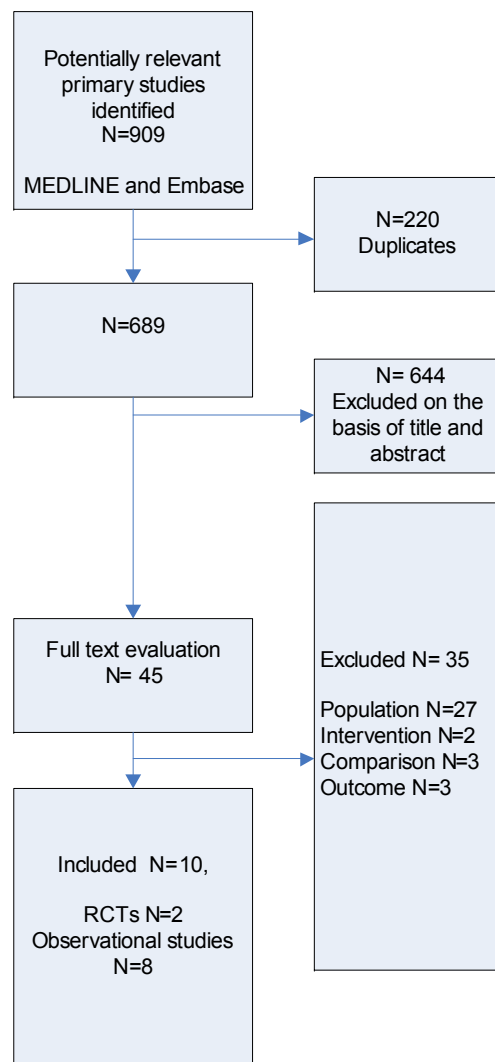 Potentially relevant
primary studies
identified
N=909
MEDLINE and Embase
N=220
Duplicates
N=689
N= 644
Excluded on the
basis of title and
abstract
Full text evaluation
N= 45
Excluded N= 35
Population N=27
Intervention N=2
Comparison N=3
Outcome N=3
Included N=10,
RCTs N=2
Observational studies
N=8